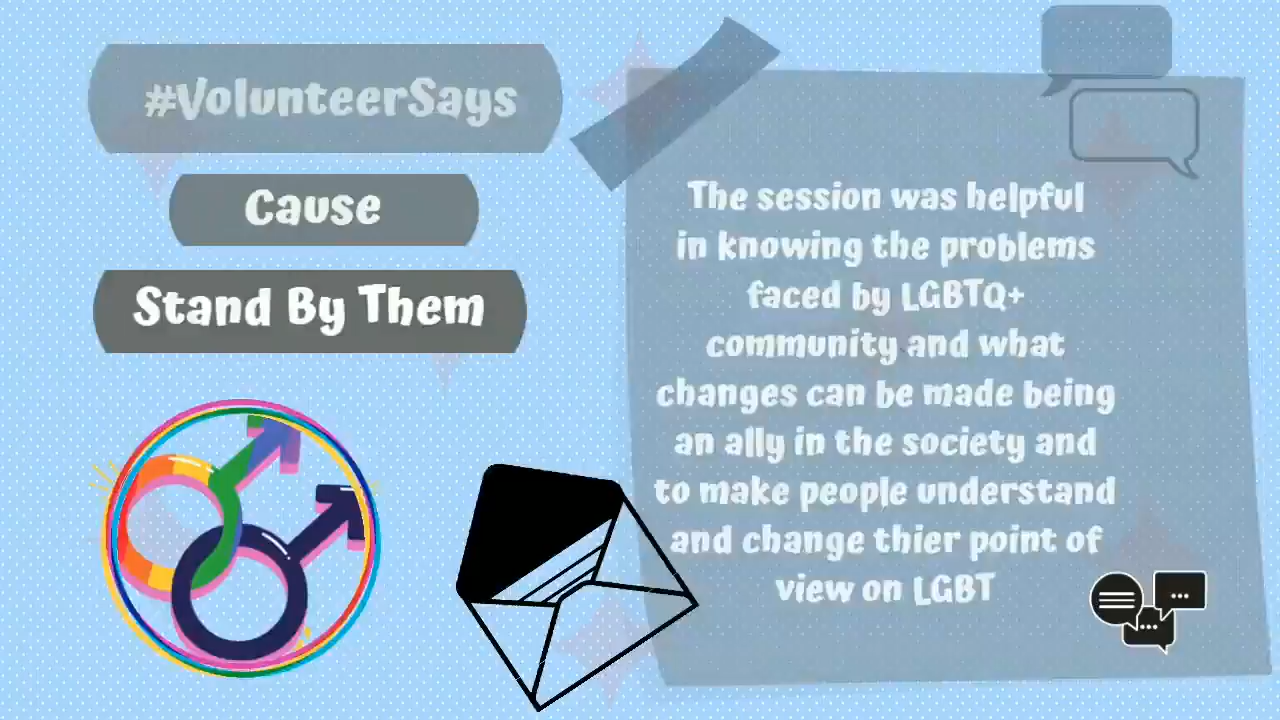 #VolunteerSays
Cause
Stand By Them
The session was helpful
in knowing the problems
faced by LGBTQ+
community and what
changes can be made being
an ally in the society and
to make people understand
and change thier point of
view on LGBT